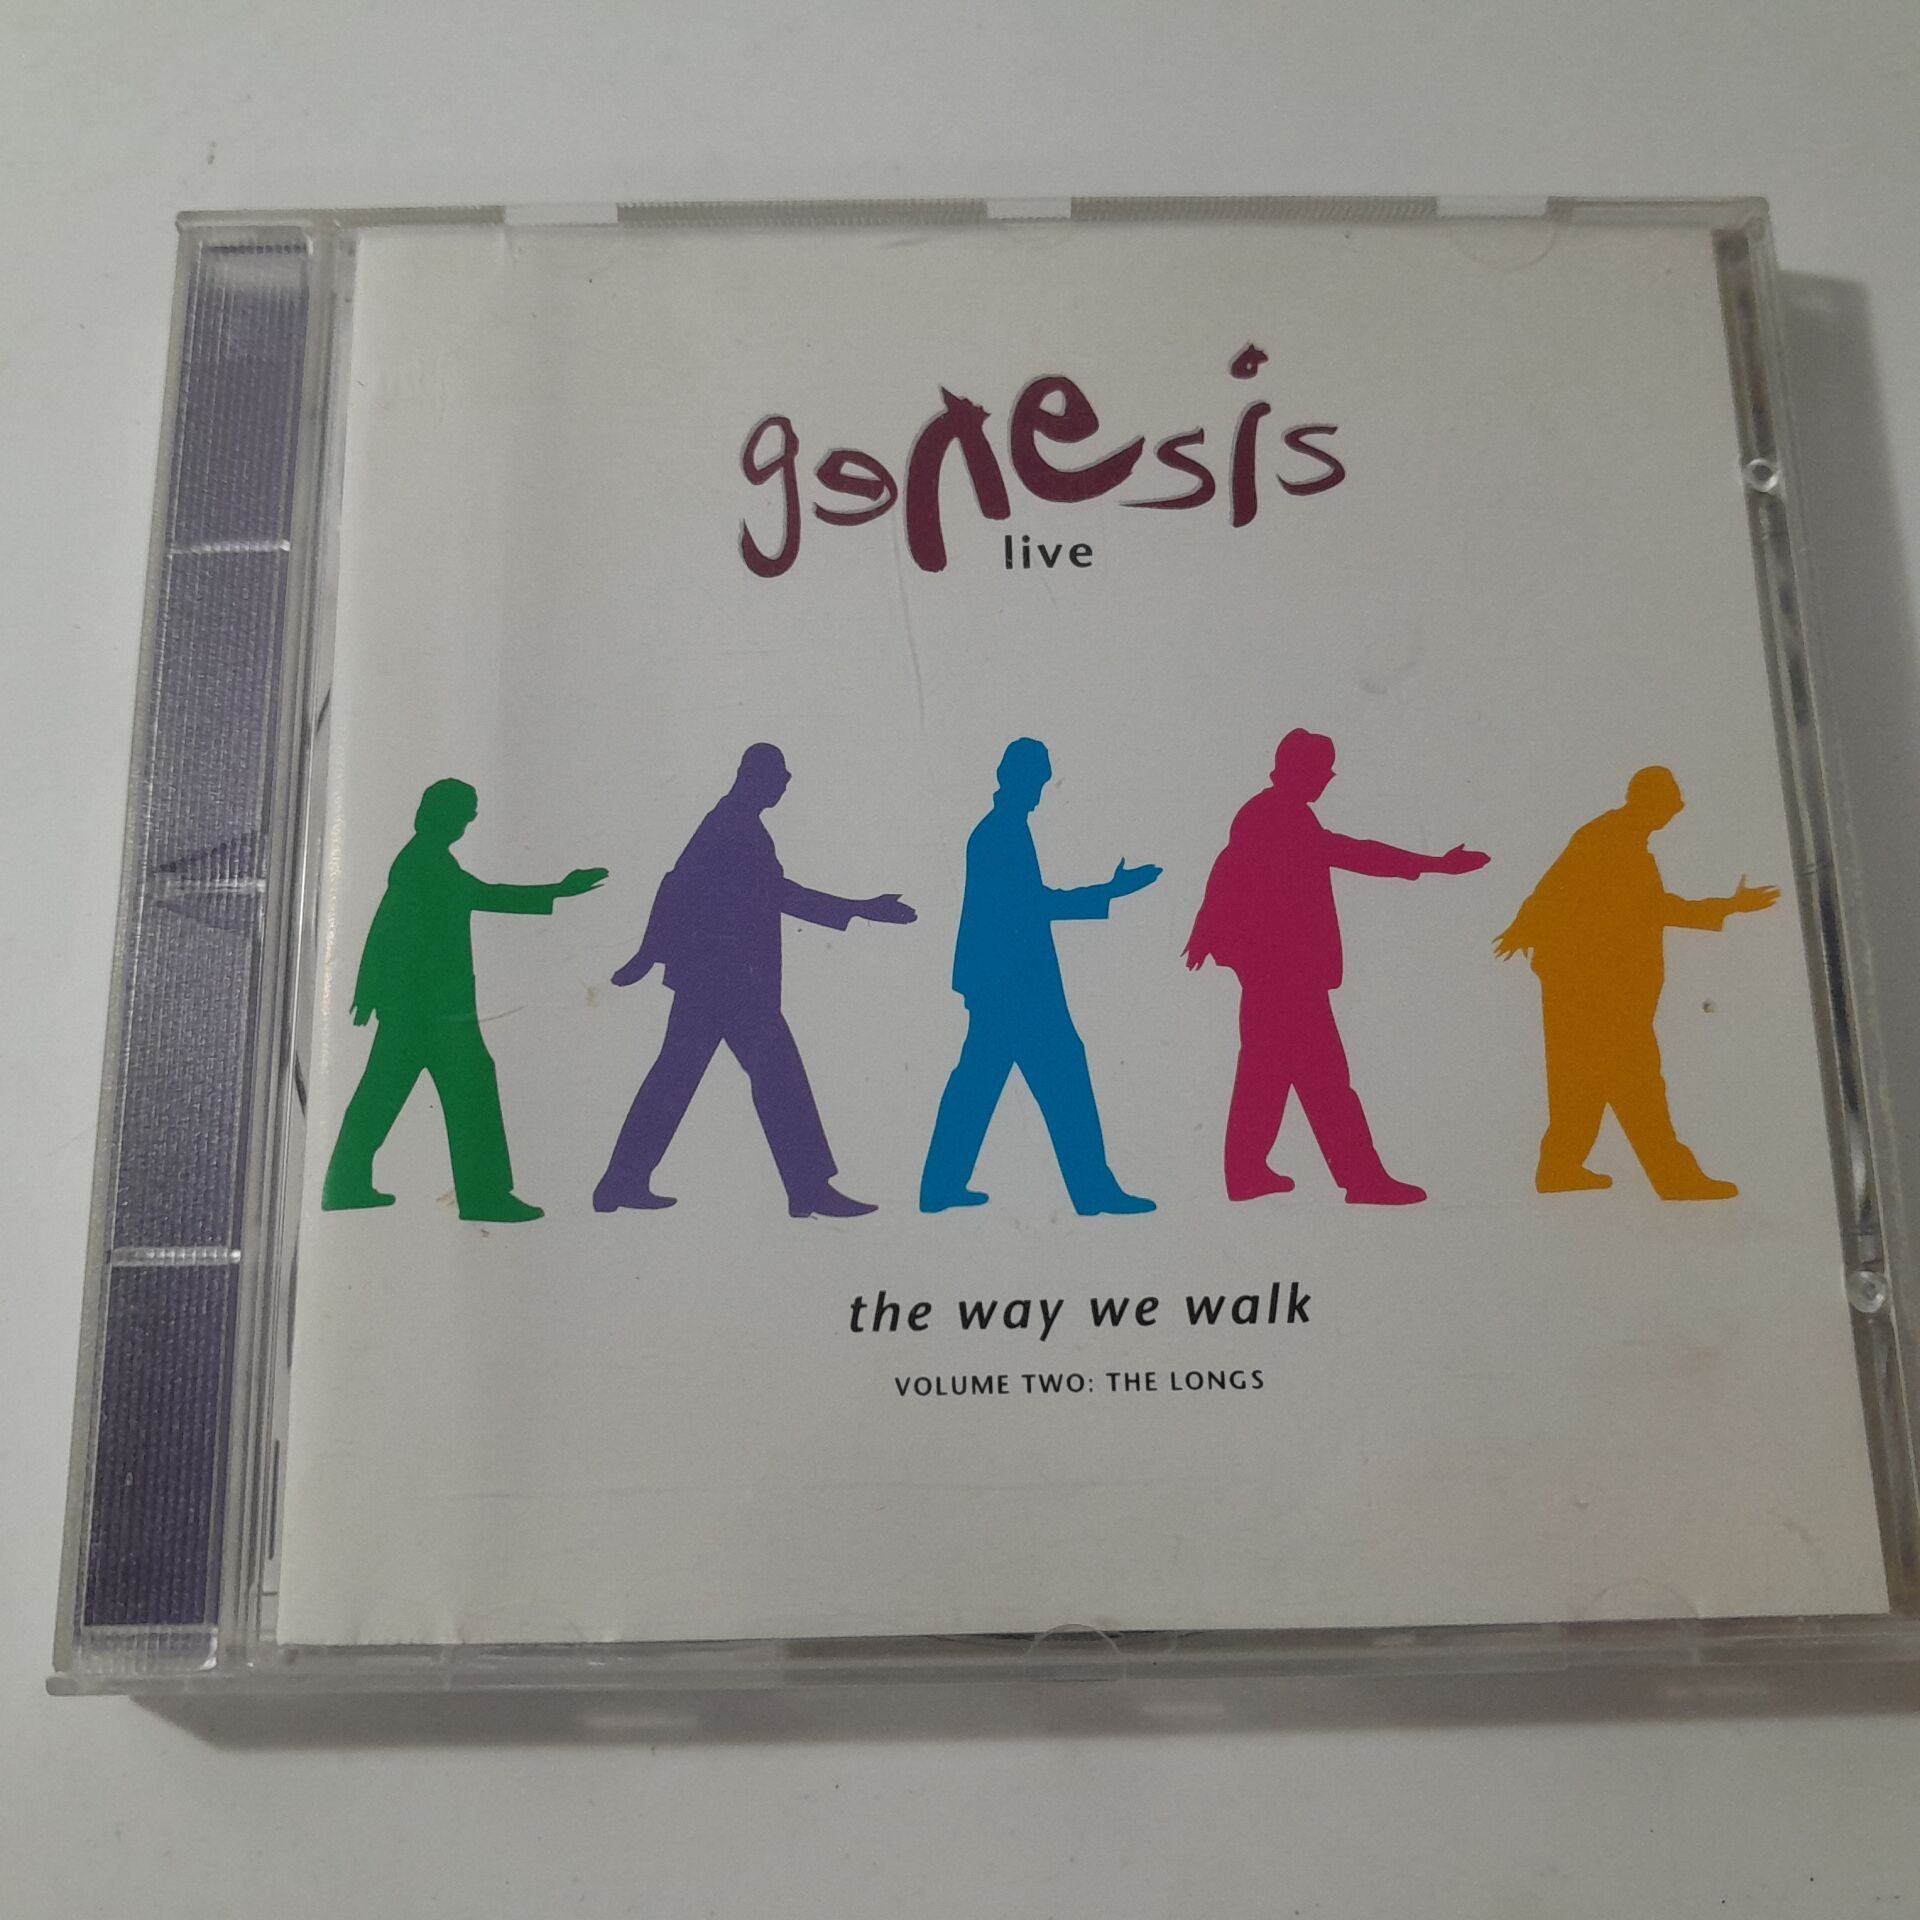 genesis
live
the way we walk
VOLUME TWO: THE LONGS